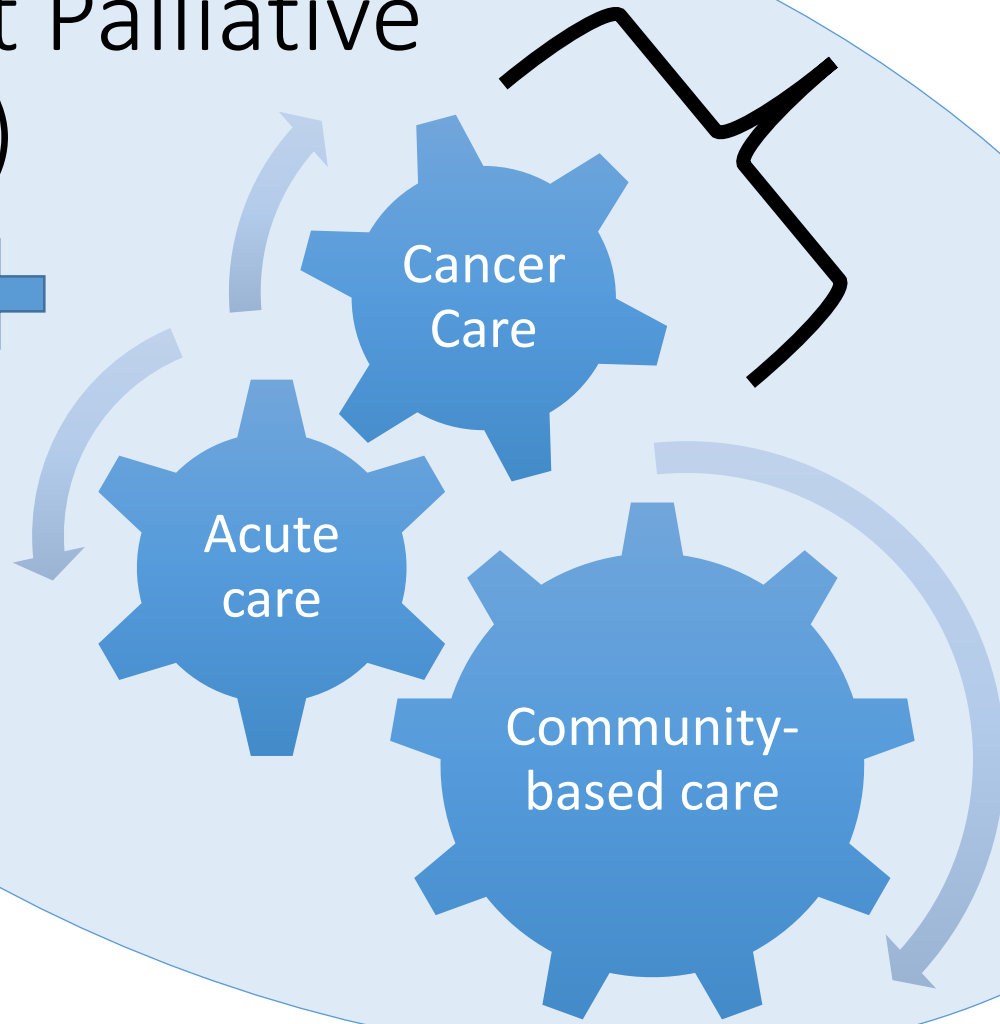 t Palliative
Cancer
Care
Acute
care
Community-
based care